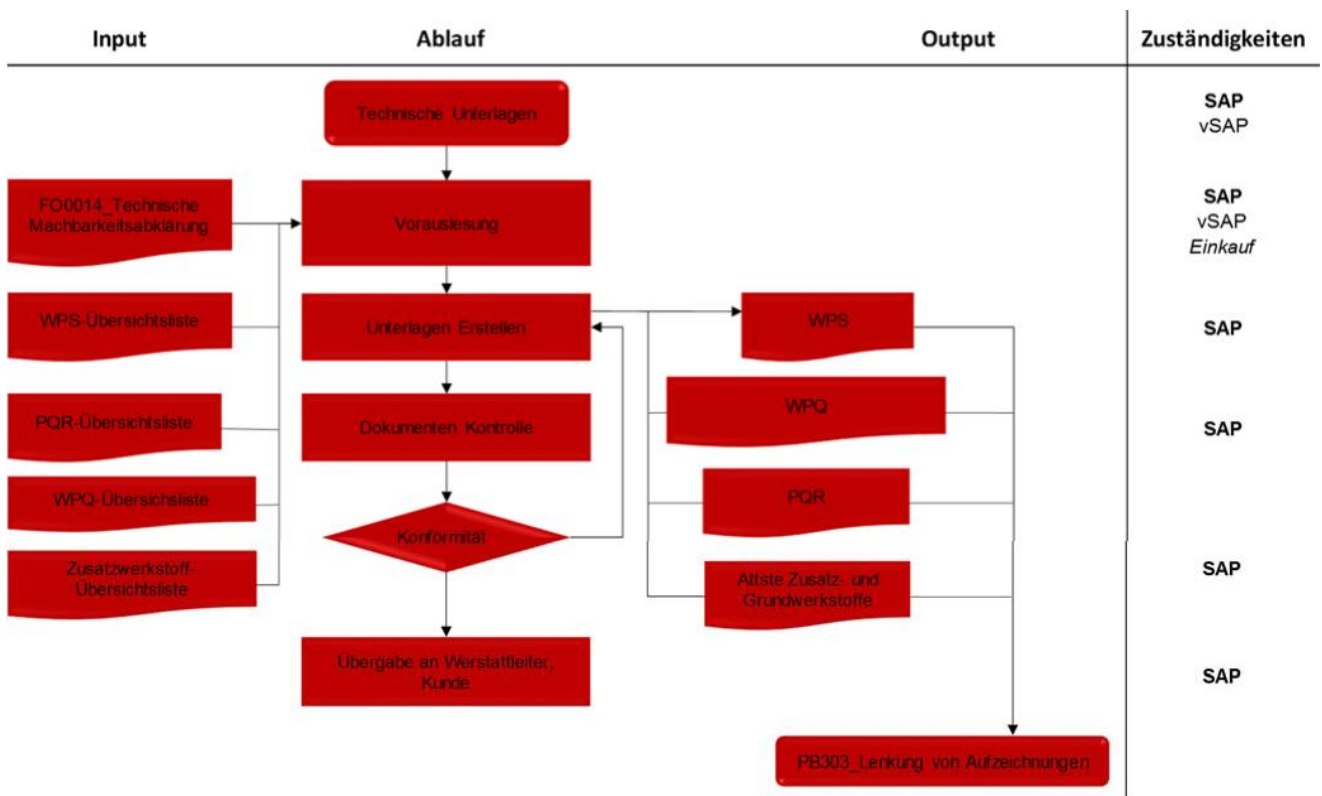 Input
Ablauf
Output
Zuständigkeiten
Technische Unterlagen
SAP
vSAP
FO0014_Technische
Machbarkeitsabklärung
Vorauslesung
SAP
vSAP
Einkauf
WPS-Übersichtsliste
Unterlagen Erstellen
WPS
SAP
PQR-Übersichtsliste
Dokumenten Kontrolle
WPQ
SAP
WPQ-Übersichsliste
Konformität
PQR
Zusatzwerkstoff-
Übersichtsliste
Attste Zusatz- und
Grundwerkstoffe
SAP
Übergabe an Werstattleiter,
Kunde
SAP
PB303_Lenkung von Aufzeichnungen